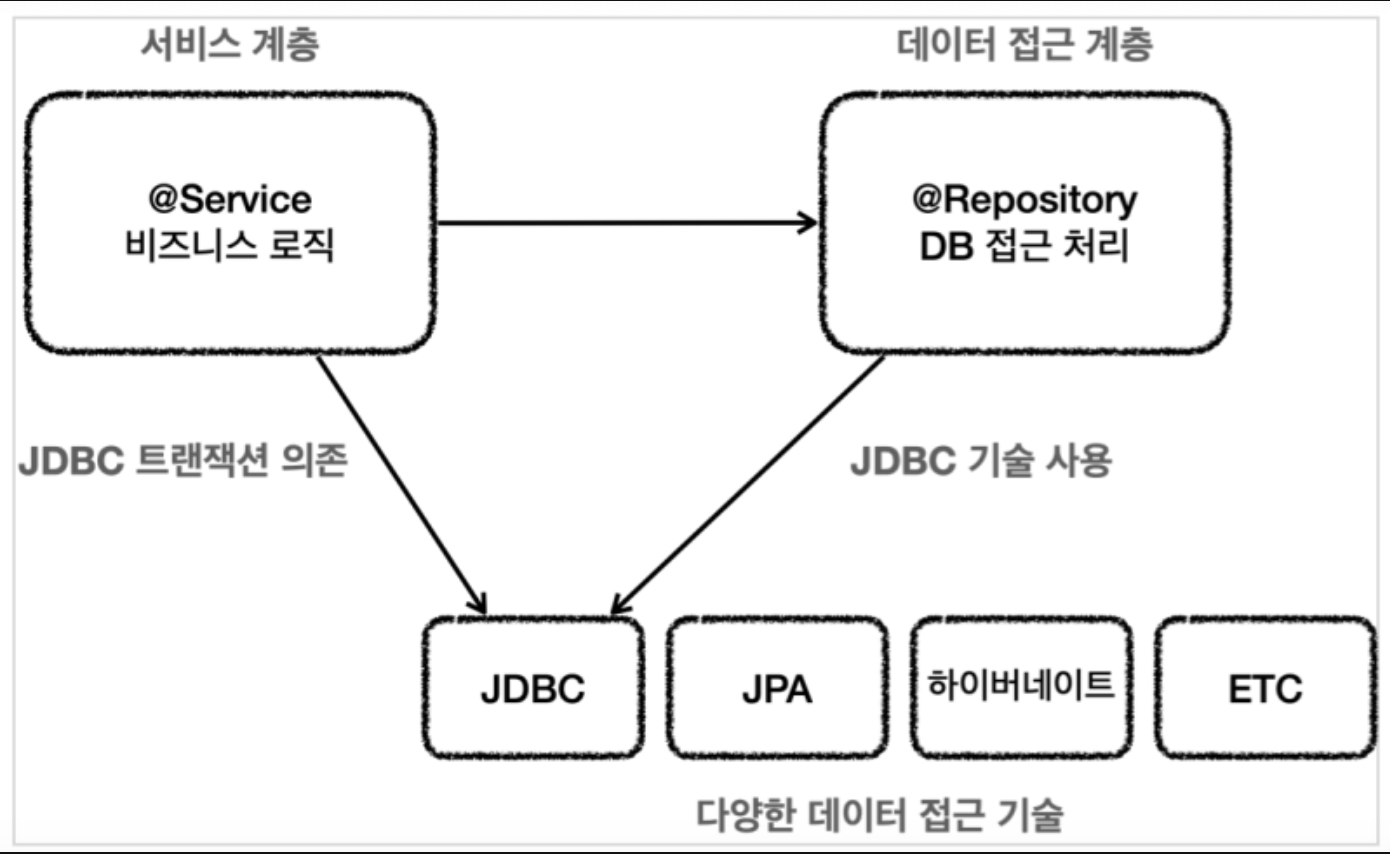 서비스 계층
데이터 접근 계층
@Service
비즈니스 로직
@Repository
DB 접근 처리
JDBC 트랜잭션 의존
JDBC 기술 사용
JDBC
JPA
하이버네이트
ETC
다양한 데이터 접근 기술